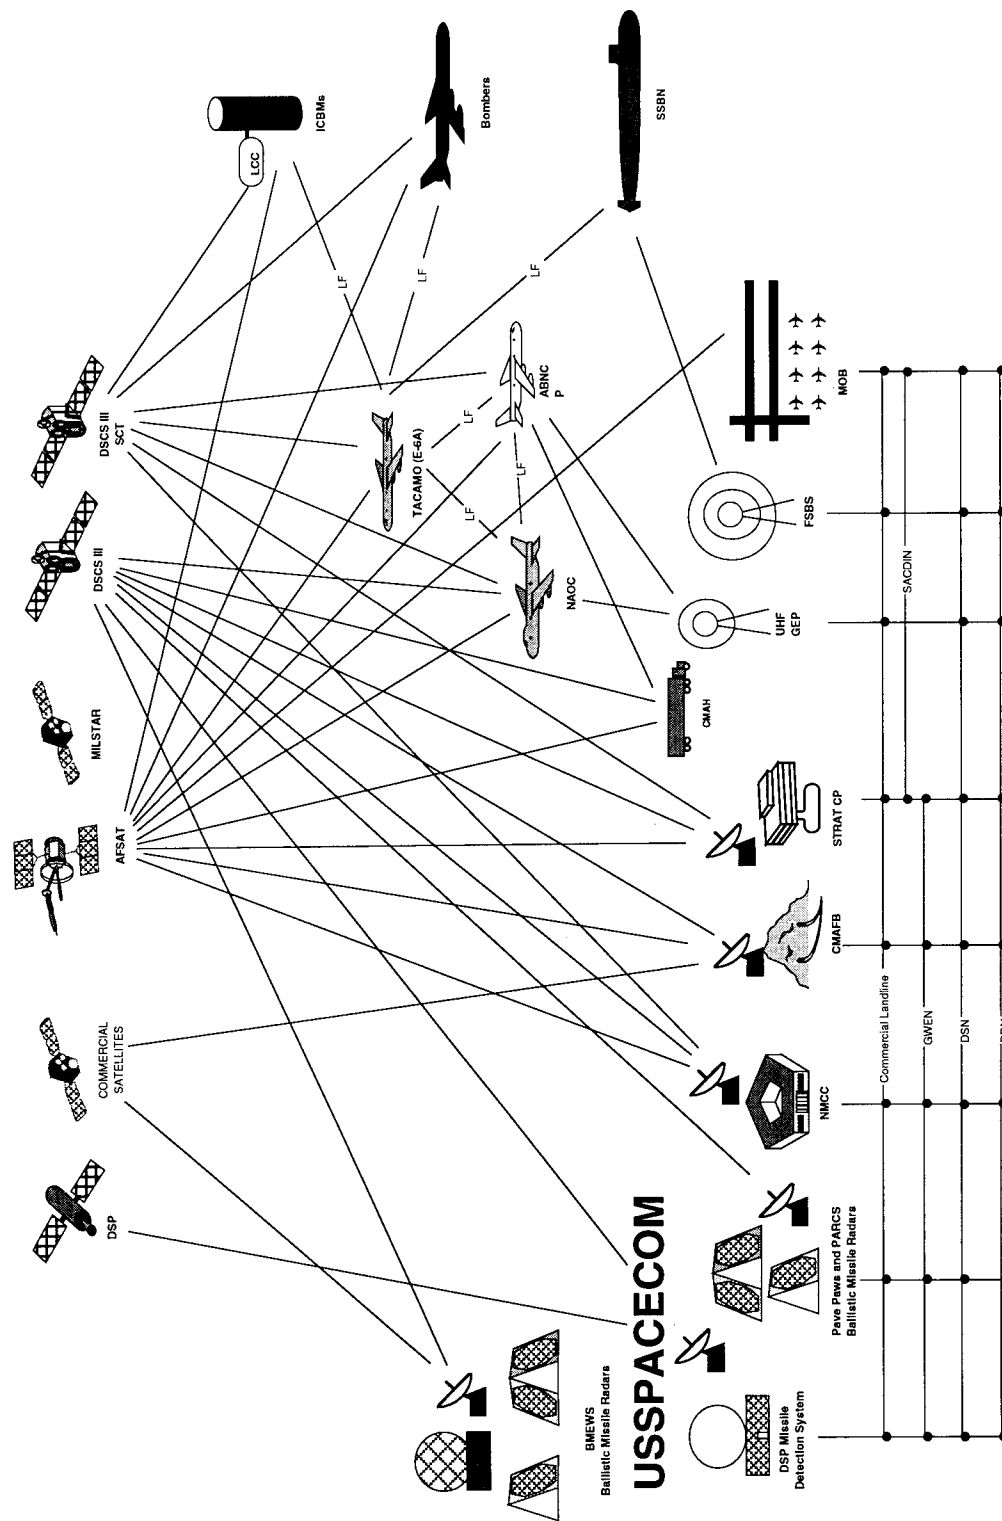 DSP
COMMERCIAL
SATELLITES
AFSAT
MILSTAR
DSCS III
DSCS III
SCT
LCC
ICBMs
Bombers
SSBN
LF
LF
LF
LF
LF
LF
TACAMO (E-6A)
ABNC
P
NAOC
BMEWS
Ballistic Missile Radars
USSPACECOM
DSP Missile
Detection System
Pave Paws and PARCS
Ballistic Missile Radars
NMCC
CMAFB
STRAT CP
CMAH
UHF
GEP
FSBS
MOB
Commercial Landline
SACDIN
GWEN
DSN